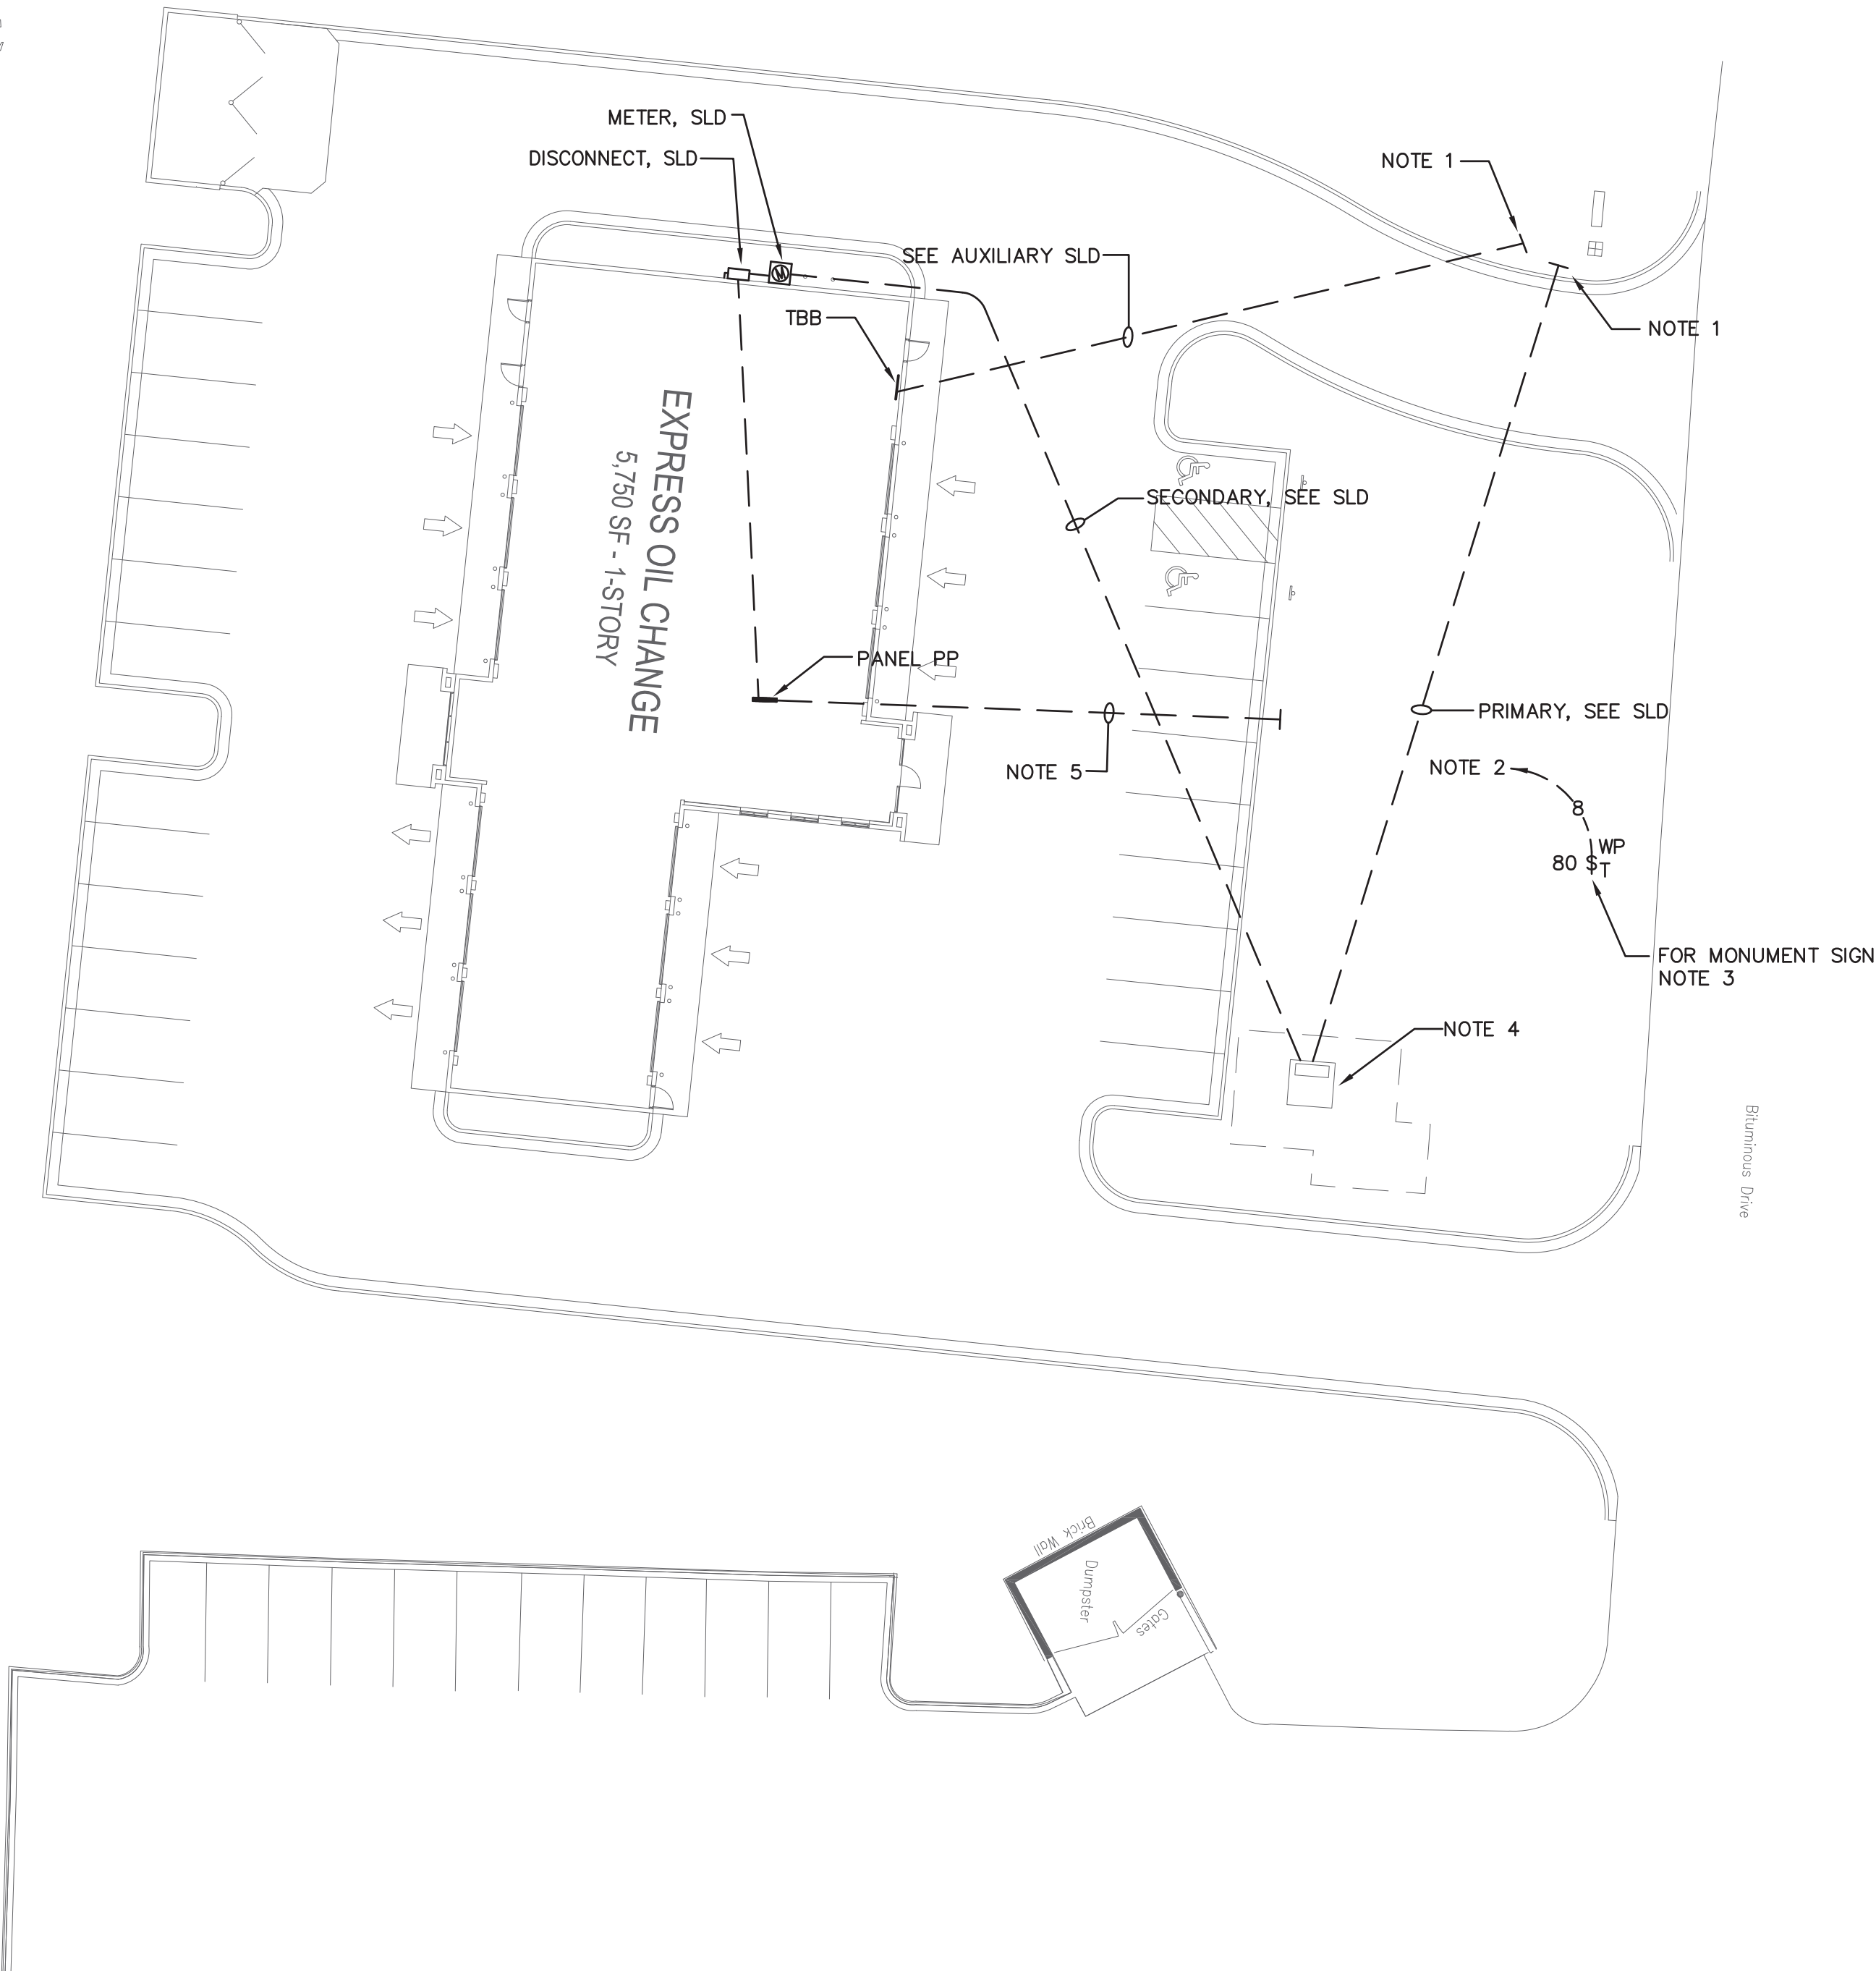 METER, SLD
DISCONNECT, SLD
NOTE 1
SEE AUXILIARY SLD
TBB
NOTE 1
EXPRESS OIL CHANGE
5,750 SF - 1-STORY
SECONDARY, SEE SLD
PANEL PP
PRIMARY, SEE SLD
NOTE 5
NOTE 2
8
WP
80 $T
FOR MONUMENT SIGN
NOTE 3
NOTE 4
M
Bituminous Drive
Brick Wall
Dumpster
Gates